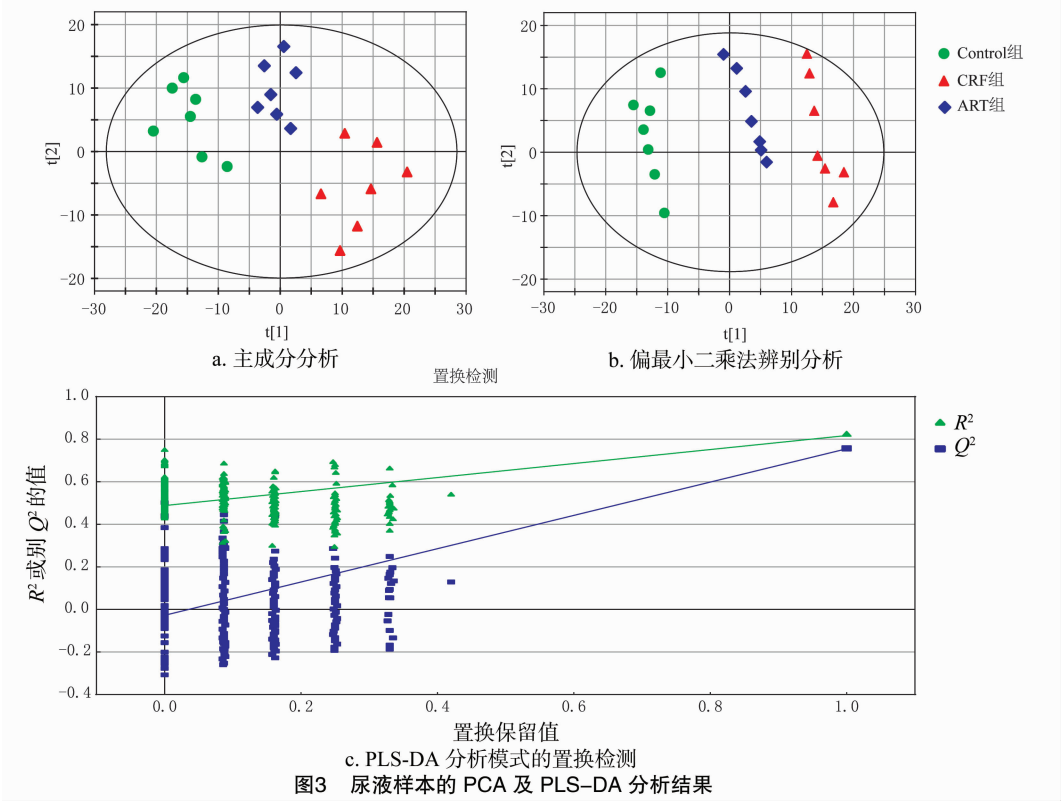 20
10
0
−10
−20
t[2]
−30
−20
−10
0
10
20
30
t[1]
a. 主成分分析
20
10
0
−10
−20
t[2]
−30
−20
−10
0
10
20
30
t[1]
b. 偏最小二乘法辨别分析
Control组
CRF组
ART组
置换检测
1.0
0.8
0.6
0.4
0.2
0.0
−0.2
−0.4
R²或别Q²的值
0.0
0.2
0.4
0.6
0.8
1.0
R²
Q²
置换保留值
c. PLS-DA 分析模式的置换检测
图3 尿液样本的 PCA 及 PLS–DA 分析结果